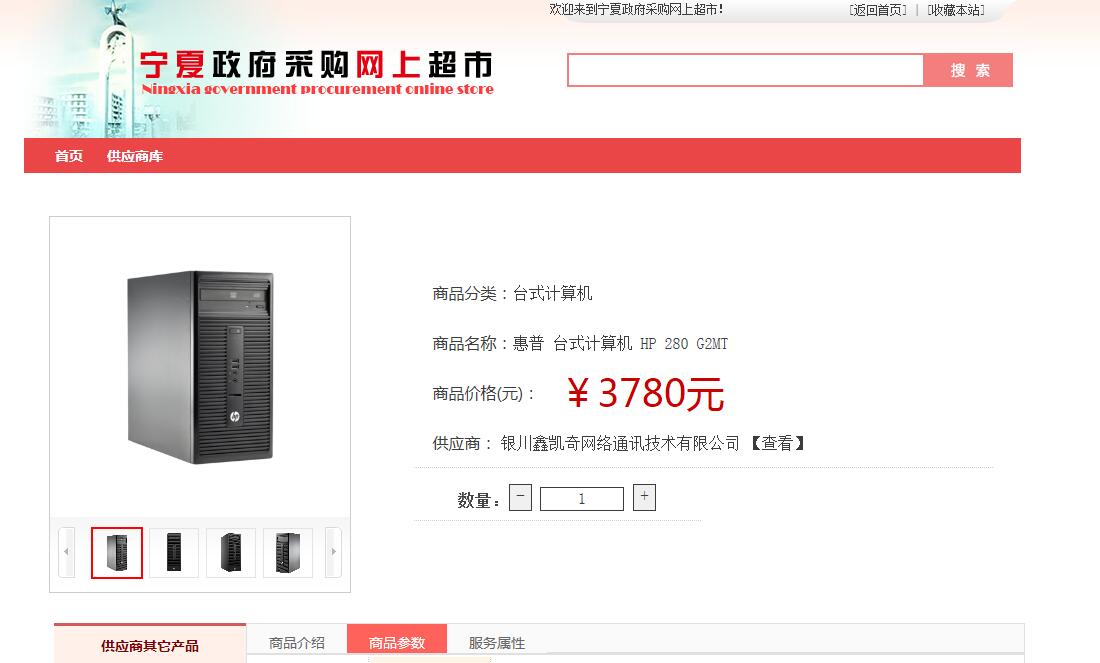 欢迎来到宁夏政府采购网上超市！
[返回首页] | [收藏本站]
宁夏政府采购网上超市
Ningxia government procurement online store
搜 索
首页 供应商库
商品分类：台式计算机
商品名称：惠普 台式计算机 HP 280 G2MT
商品价格(元)： ¥3780元
供应商： 银川鑫凯奇网络通讯技术有限公司 【查看】
数量： − 1 +
供应商其它产品 商品介绍 商品参数 服务属性